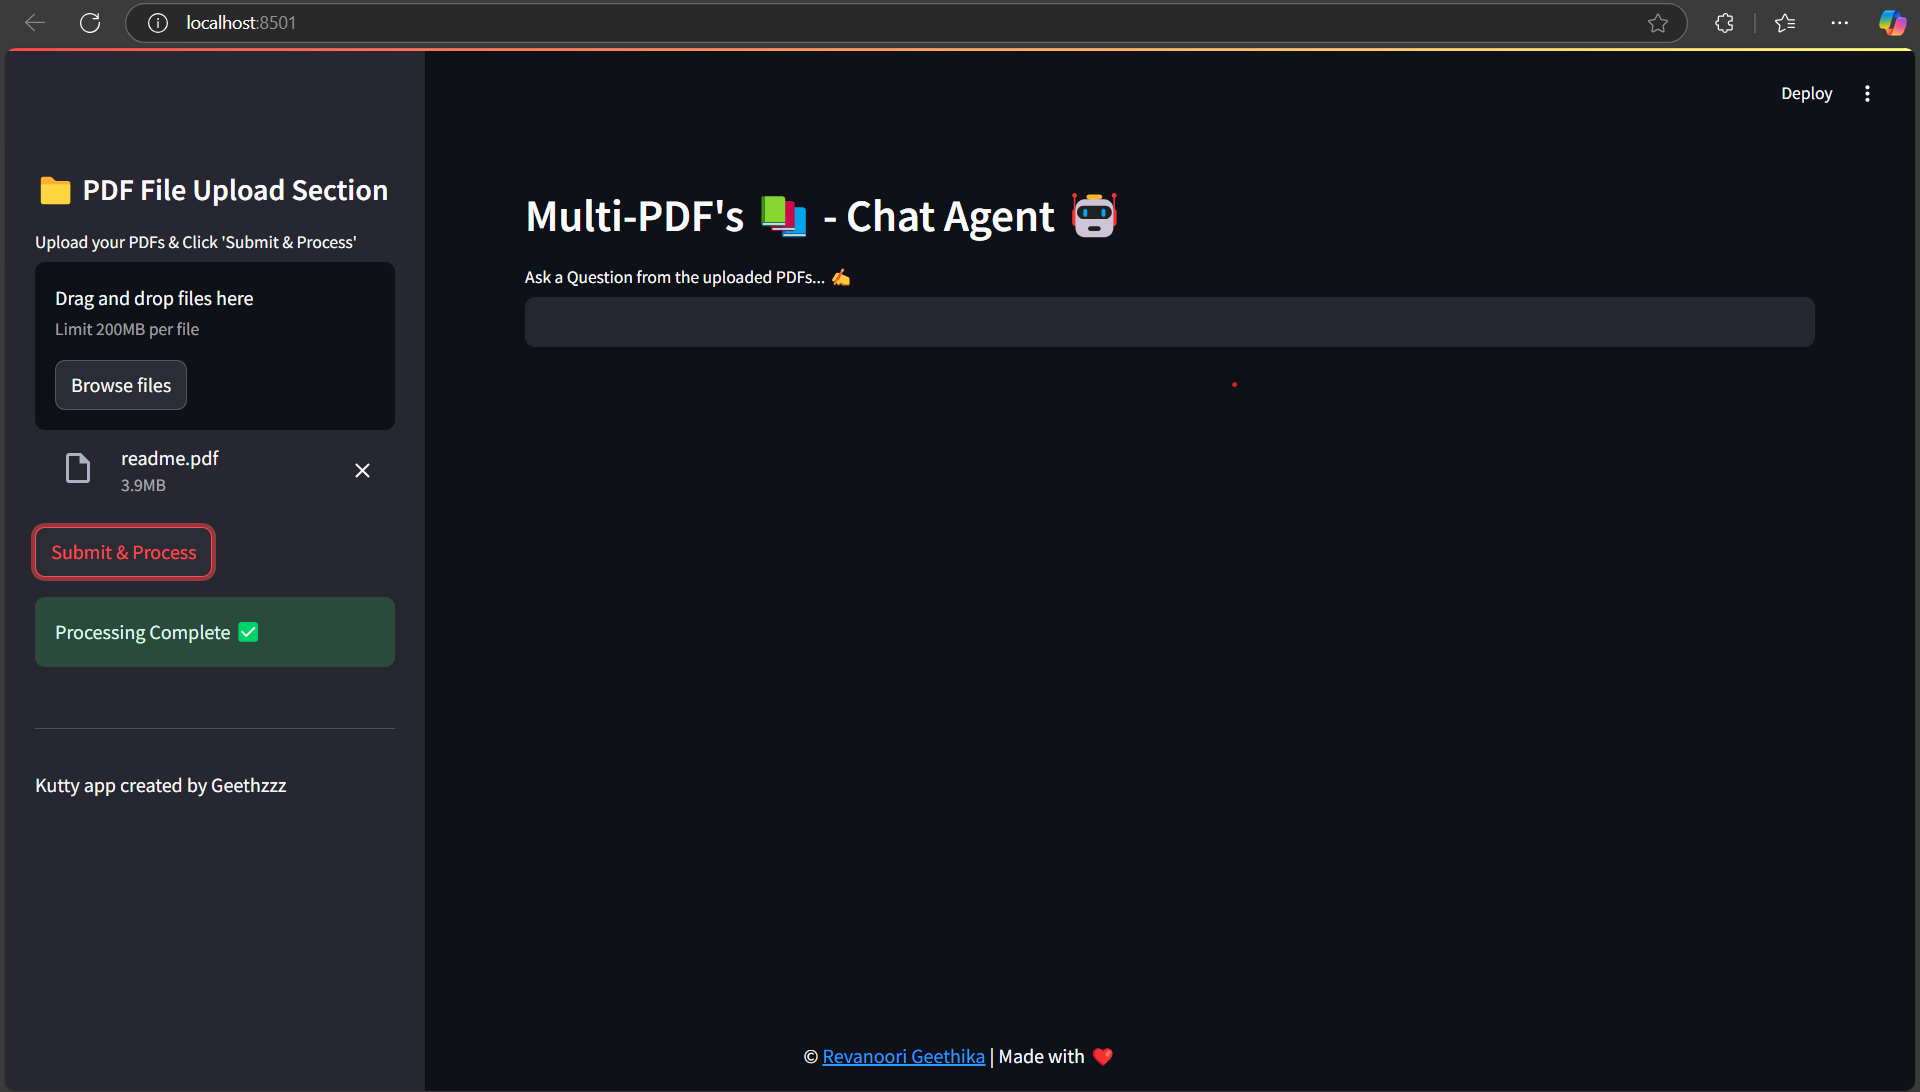 localhost:8501
Deploy
📁 PDF File Upload Section
Upload your PDFs & Click 'Submit & Process'
Drag and drop files here
Limit 200MB per file
Browse files
readme.pdf
3.9MB
Submit & Process
Processing Complete ✅
Kutty app created by Geethzzz
Multi-PDF's 📚 - Chat Agent 🤖
Ask a Question from the uploaded PDFs... ✍️
© Revanoori Geethika | Made with ❤️